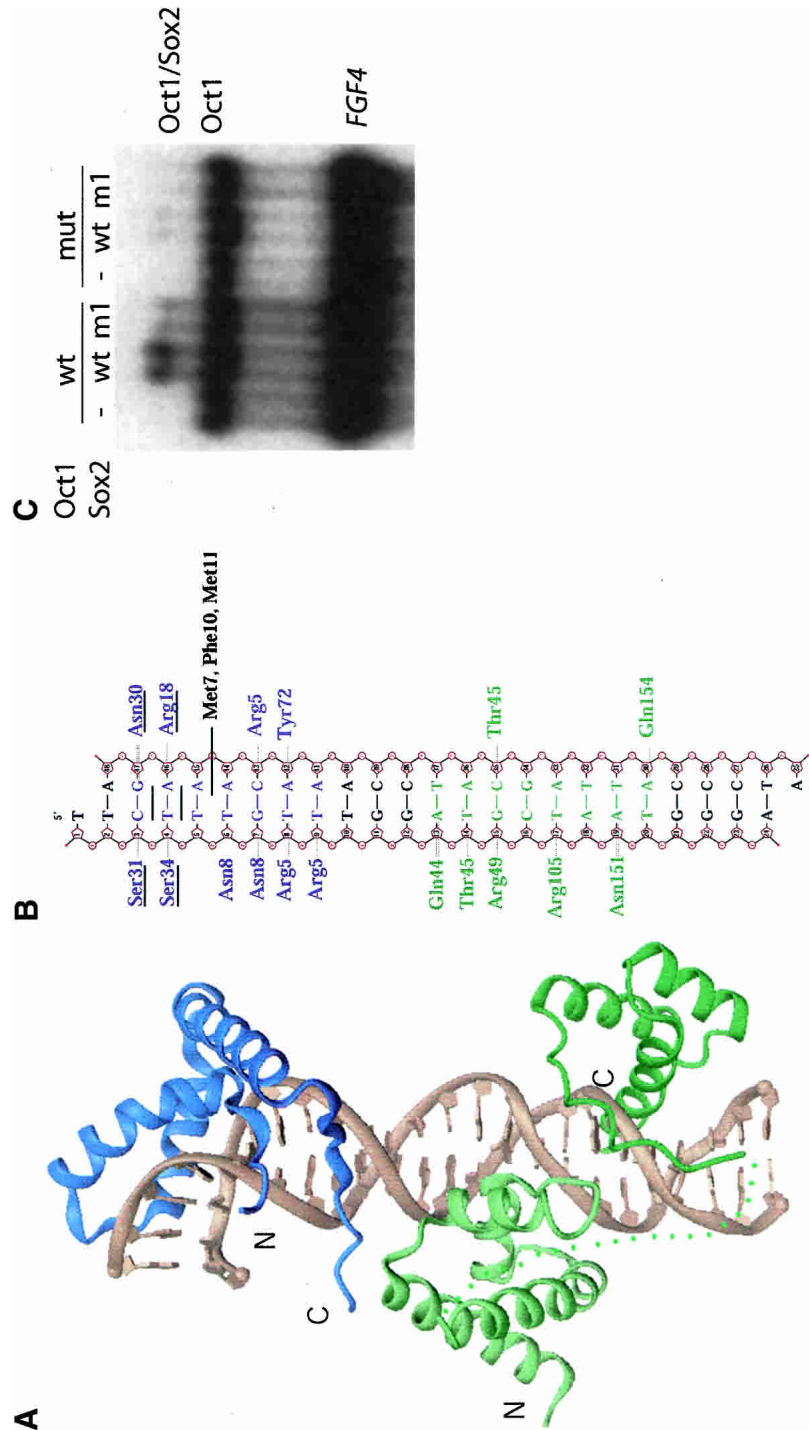 A
N
C
N
C
B
5'
T
T—A
Ser31 C—G Asn30
Ser34 T—A Arg18
T—A
Met7, Phe10, Met11
Asn8 T—A
Asn8 G—C Arg5
Arg5 T—A Tyr72
Arg5 T—A
T—A
G—C
G—C
Gln44 A—T
Thr45 T—A
Arg49 G—C Thr45
C—G
Arg105 T—A
A—T
Asn151 A—T
T—A Gln154
G—C
G—C
G—C
A—T
A
C
Oct1 wt mut
Sox2 - wt m1 - wt m1
Oct1/Sox2
Oct1
FGF4